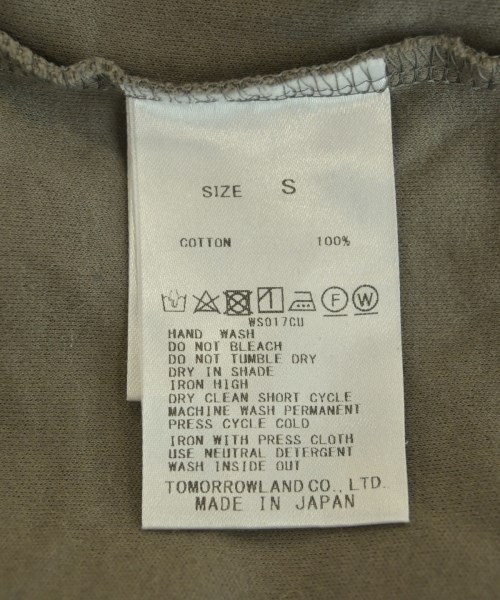 SIZE S
COTTON 100%
F W
WS017CU
HAND WASH
DO NOT BLEACH
DO NOT TUMBLE DRY
DRY IN SHADE
IRON HIGH
DRY CLEAN SHORT CYCLE
MACHINE WASH PERMANENT
PRESS CYCLE COLD
IRON WITH PRESS CLOTH
USE NEUTRAL DETERGENT
WASH INSIDE OUT
TOMORROWLAND CO., LTD.
MADE IN JAPAN